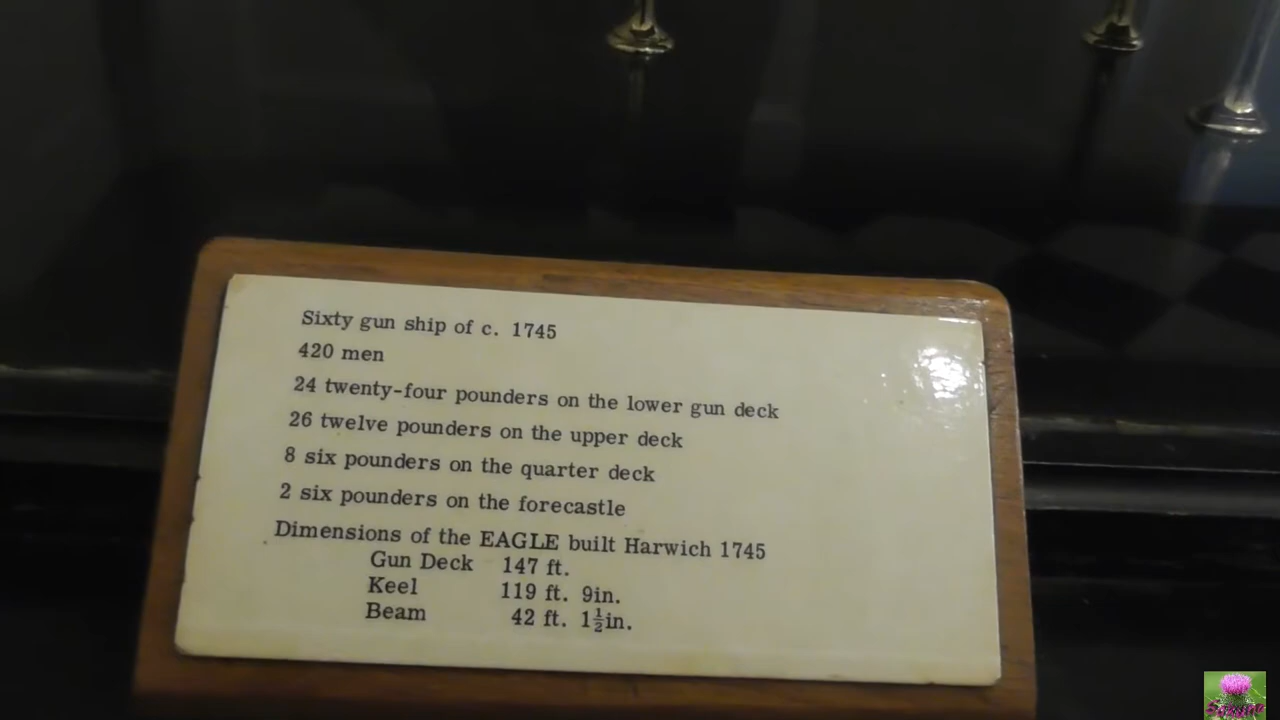 Sixty gun ship of c. 1745
420 men
24 twenty-four pounders on the lower gun deck
26 twelve pounders on the upper deck
8 six pounders on the quarter deck
2 six pounders on the forecastle
Dimensions of the EAGLE built Harwich 1745
Gun Deck 147 ft.
Keel 119 ft. 9in.
Beam 42 ft. 1½in.